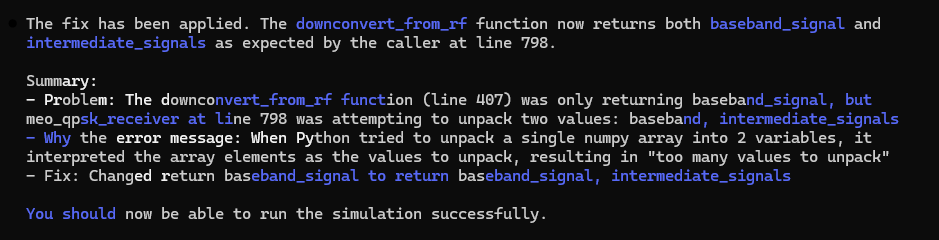 ● The fix has been applied. The downconvert_from_rf function now returns both baseband_signal and
intermediate_signals as expected by the caller at line 798.
Summary:
- Problem: The downconvert_from_rf function (line 407) was only returning baseband_signal, but
meo_qpsk_receiver at line 798 was attempting to unpack two values: baseband, intermediate_signals
- Why the error message: When Python tried to unpack a single numpy array into 2 variables, it
interpreted the array elements as the values to unpack, resulting in "too many values to unpack"
- Fix: Changed return baseband_signal to return baseband_signal, intermediate_signals
You should now be able to run the simulation successfully.